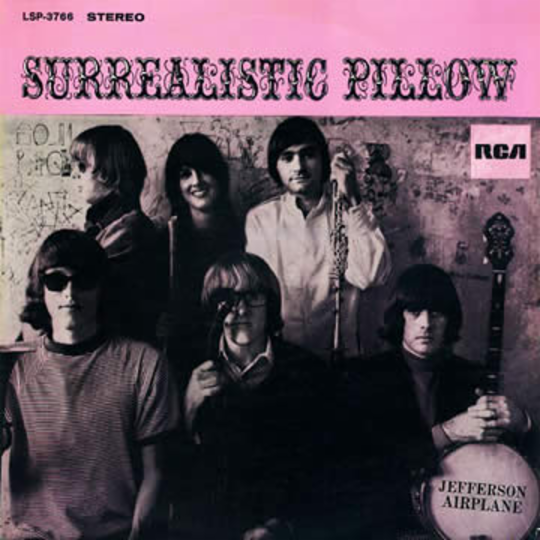 LSP-3766 STEREO
SURREALISTIC PILLOW
RCA
JEFFERSON
AIRPLANE